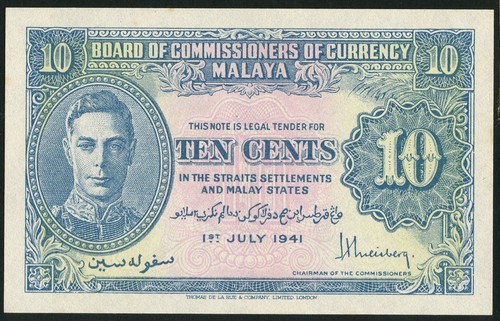 10 BOARD OF COMMISSIONERS OF CURRENCY 10
MALAYA
THIS NOTE IS LEGAL TENDER FOR
TEN CENTS 10
IN THE STRAITS SETTLEMENTS
AND MALAY STATES
1ST JULY 1941
سڤوله سين
CHAIRMAN OF THE COMMISSIONERS
THOMAS DE LA RUE & COMPANY, LIMITED LONDON